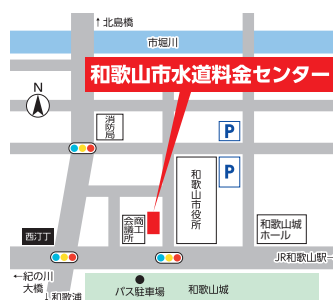 ↑北島橋
市堀川
和歌山市水道料金センター
N
消防局
P
P
和歌山市役所
商工会議所
西汀丁
和歌山城
ホール
JR和歌山駅→
←紀の川
大橋
↓和歌浦
バス駐車場
和歌山城